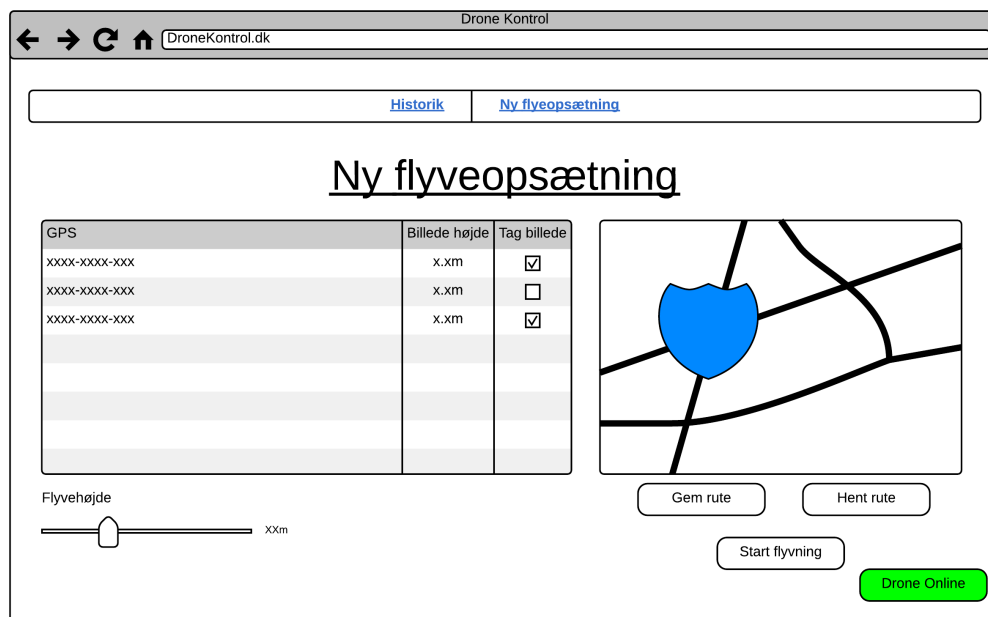 Drone Kontrol
DroneKontrol.dk
Historik
Ny flyeopsætning
Ny flyveopsætning
GPS Billede højde Tag billede
xxxx-xxxx-xxx x.xm
xxxx-xxxx-xxx x.xm
xxxx-xxxx-xxx x.xm
Flyvehøjde
XXm
Gem rute
Hent rute
Start flyvning
Drone Online